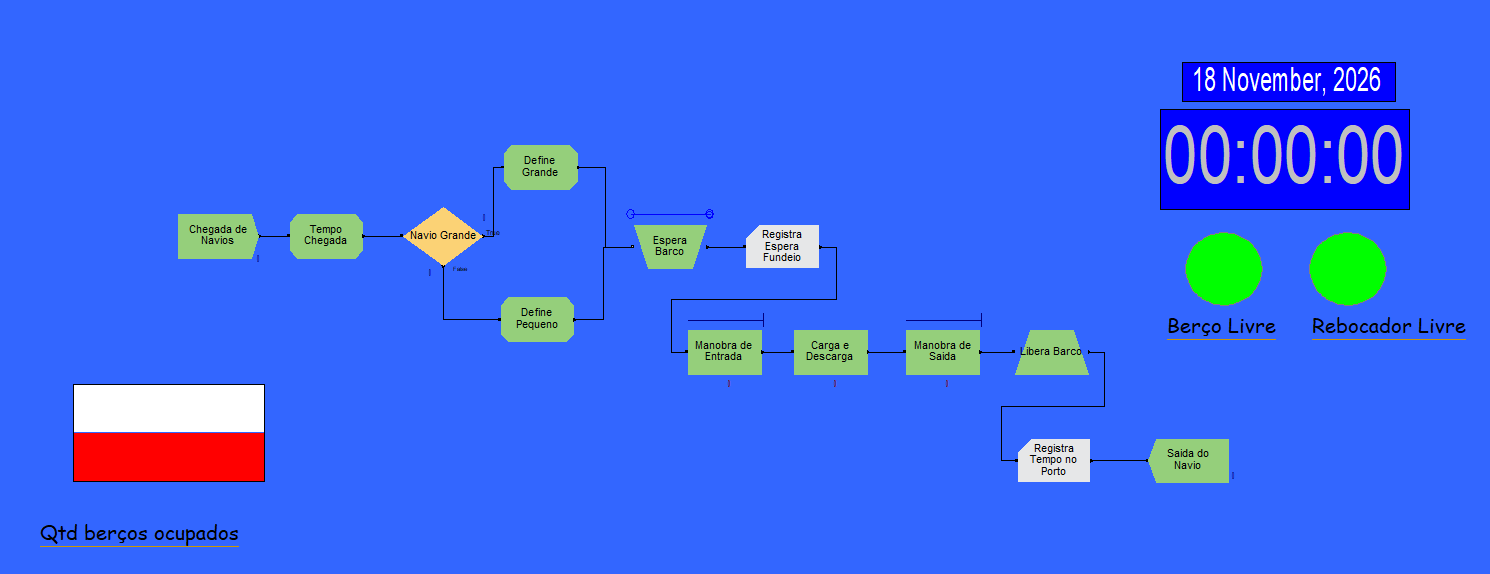 18 November, 2026
00:00:00
Define
Grande
Chegada de
Navios
Tempo
Chegada
Navio Grande
True
False
Define
Pequeno
Espera
Barco
Registra
Espera
Fundeio
Berço Livre
Rebocador Livre
Manobra de
Entrada
Carga e
Descarga
Manobra de
Saida
Libera Barco
Registra
Tempo no
Porto
Saida do
Navio
Qtd berços ocupados